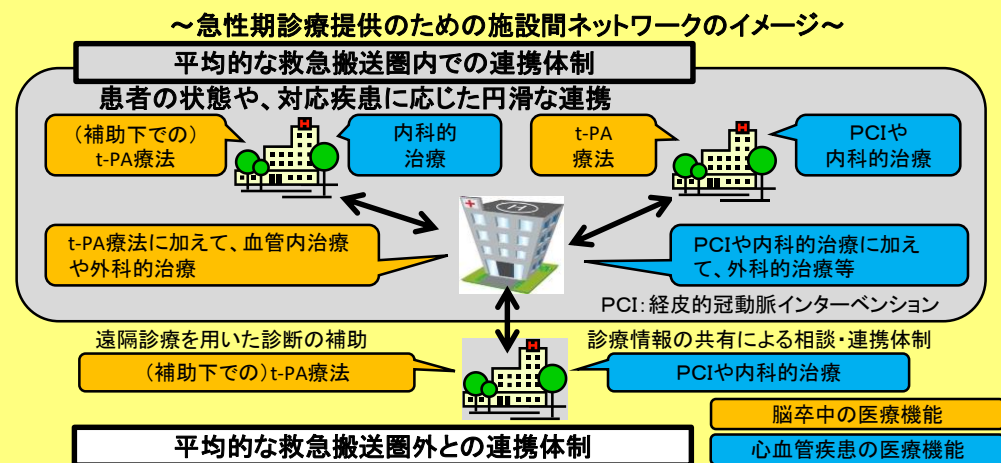 ～急性期診療提供のための施設間ネットワークのイメージ～
平均的な救急搬送圏内での連携体制
患者の状態や、対応疾患に応じた円滑な連携
（補助下での）
t-PA療法
内科的
治療
t-PA
療法
PCIや
内科的治療
H
t-PA療法に加えて、血管内治療
や外科的治療
PCIや内科的治療に加え
て、外科的治療等
PCI：経皮的冠動脈インターベンション
遠隔診療を用いた診断の補助
診療情報の共有による相談・連携体制
（補助下での）t-PA療法
PCIや内科的治療
脳卒中の医療機能
平均的な救急搬送圏外との連携体制
心血管疾患の医療機能